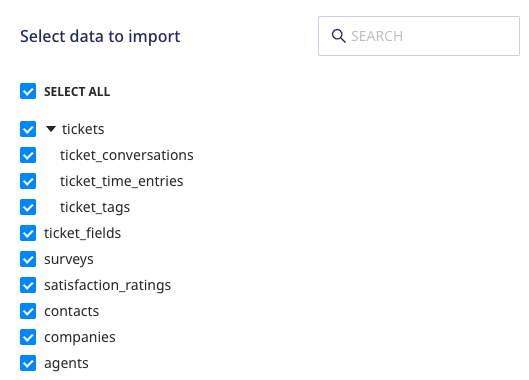 Select data to import
SEARCH
SELECT ALL
tickets
ticket_conversations
ticket_time_entries
ticket_tags
ticket_fields
surveys
satisfaction_ratings
contacts
companies
agents